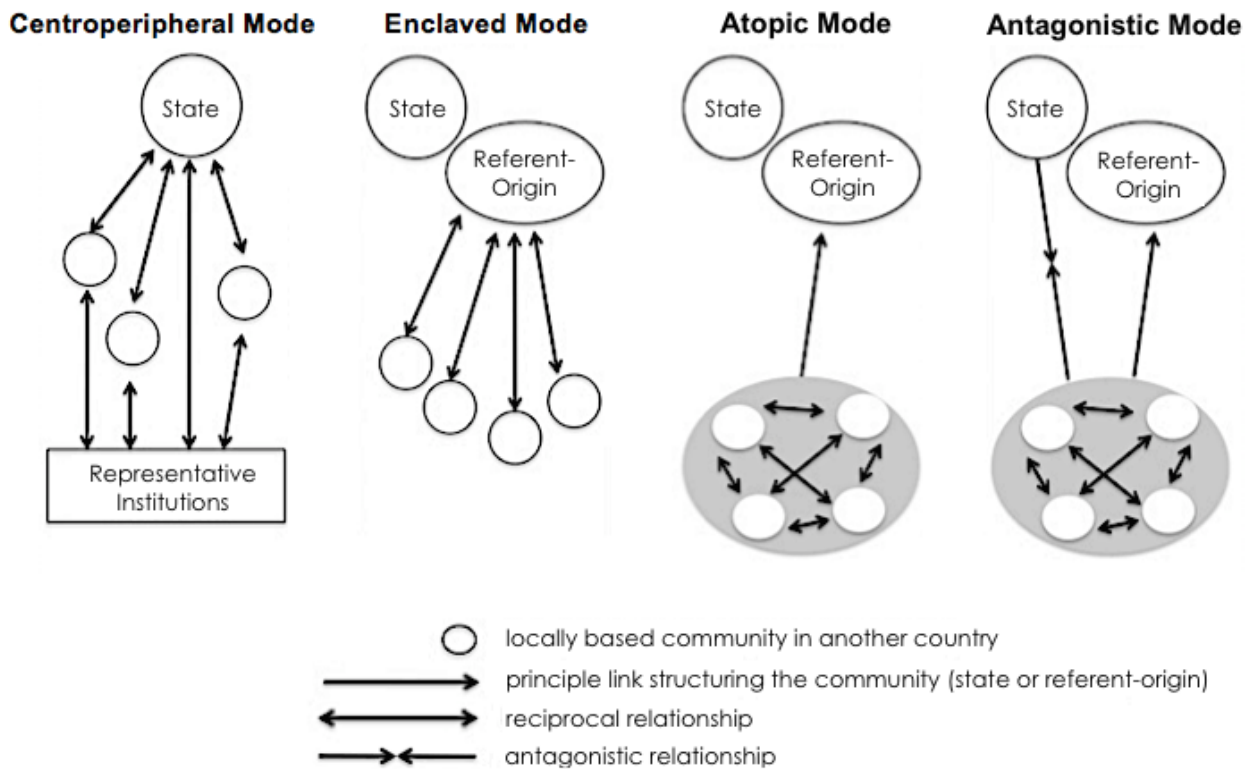 Centroperipheral Mode
Enclaved Mode
Atopic Mode
Antagonistic Mode
State
Representative
Institutions
State
Referent-
Origin
State
Referent-
Origin
State
Referent-
Origin
locally based community in another country
principle link structuring the community (state or referent-origin)
reciprocal relationship
antagonistic relationship